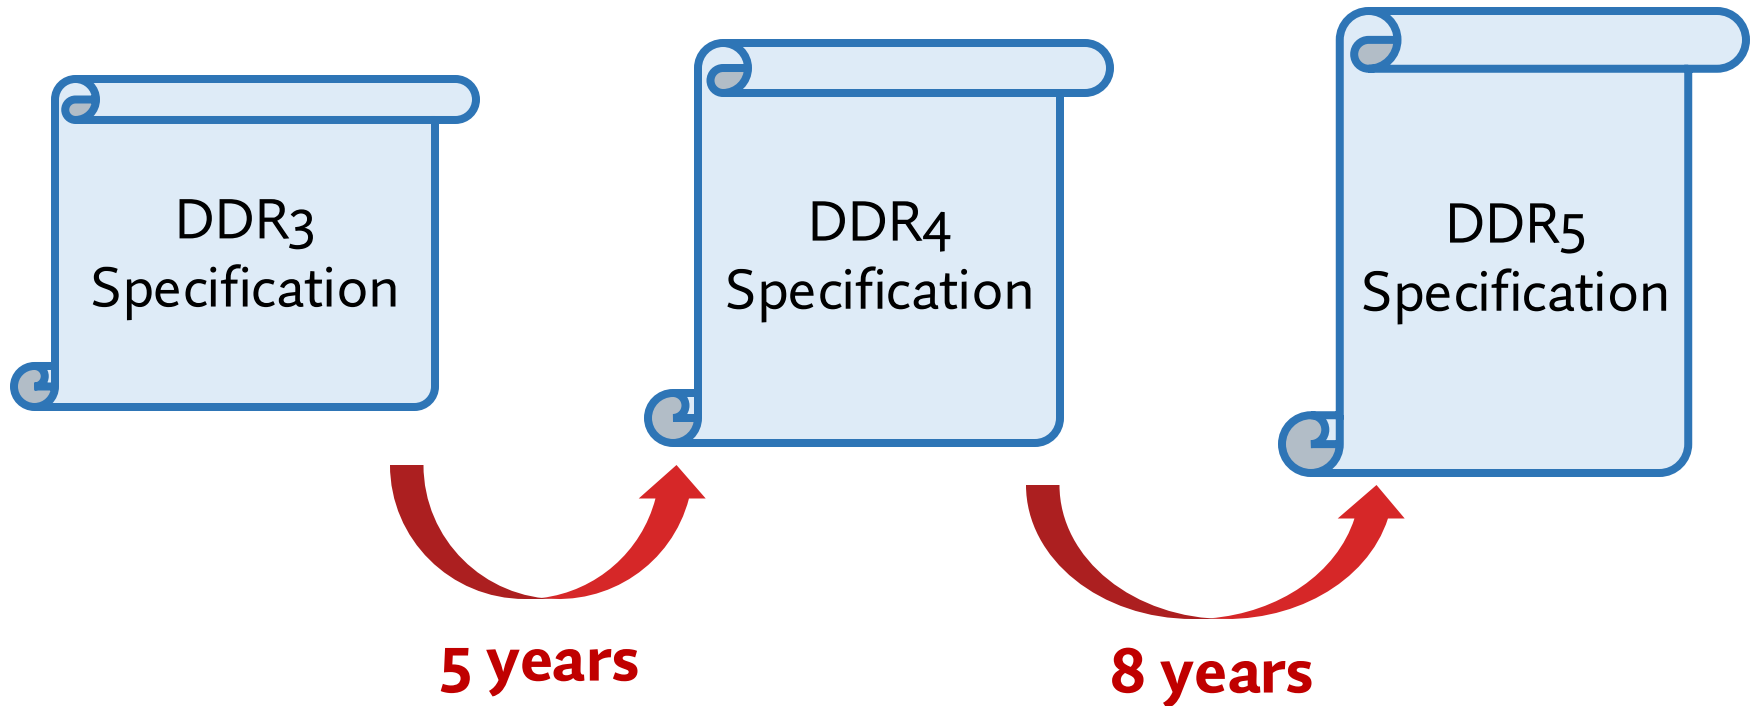 DDR3
Specification
DDR4
Specification
DDR5
Specification
5 years
8 years